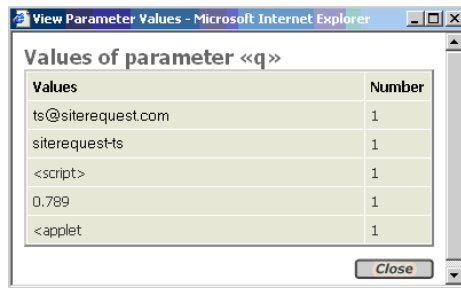 View Parameter Values - Microsoft Internet Explorer
Values of parameter «q»
Values Number
ts@siterequest.com 1
siterequest-ts 1
<script> 1
0.789 1
<applet 1
Close